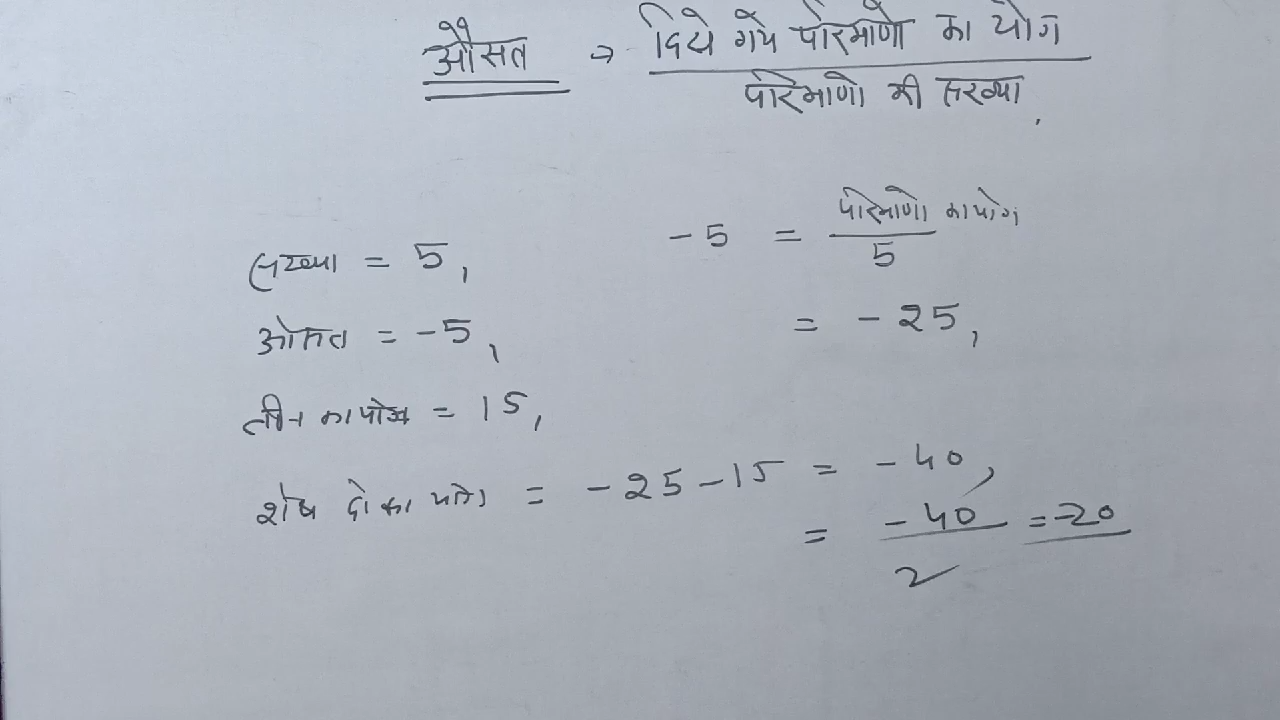 औसत → दिये गये परिमाणो का योग
परिमाणो की संख्या
-5 = परिमाणो का योग
5
संख्या = 5,
= - 25,
औसत = -5,
तीन का योग = 15,
शेष दो का योग = - 25 - 15 = - 40,
= - 40 = -20
2